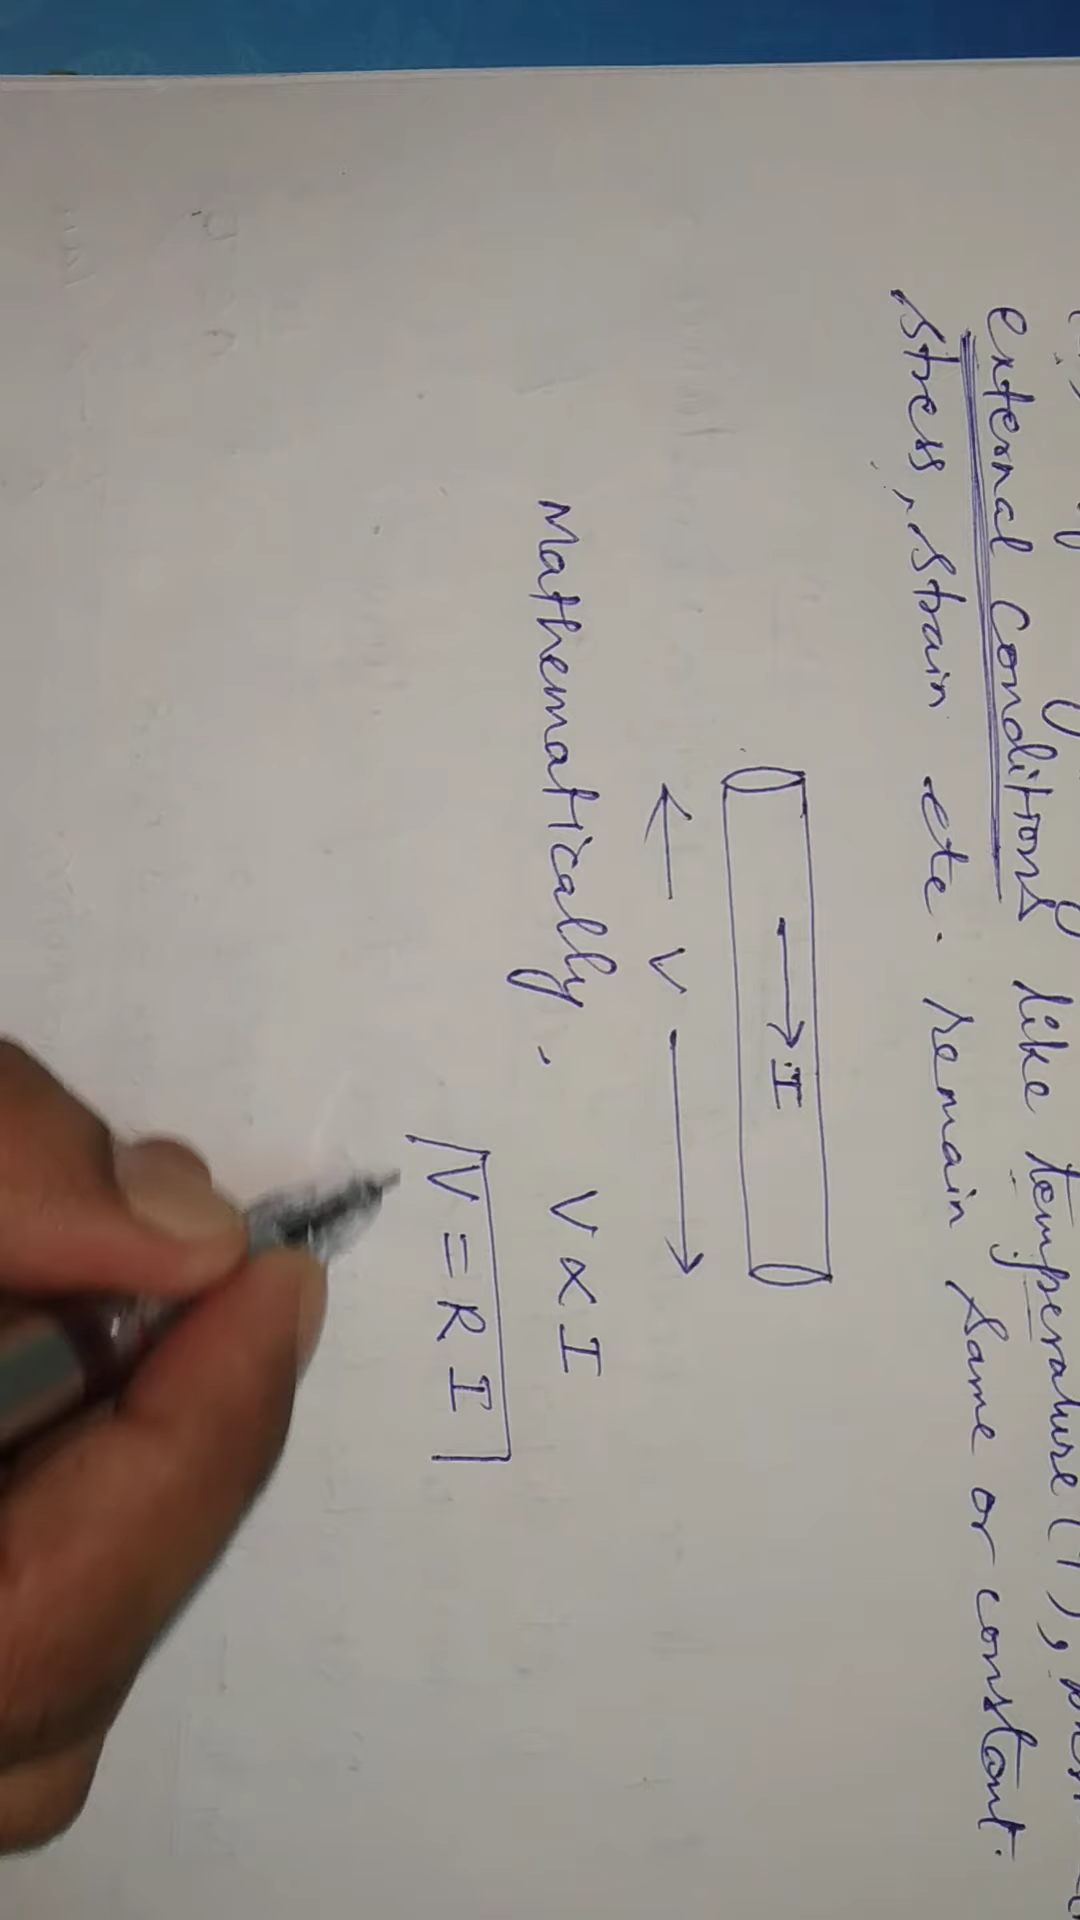 external conditions like temperature (T),
stress, strain etc. remain same or constant.
→ I
← V →
Mathematically, V ∝ I
V = R I